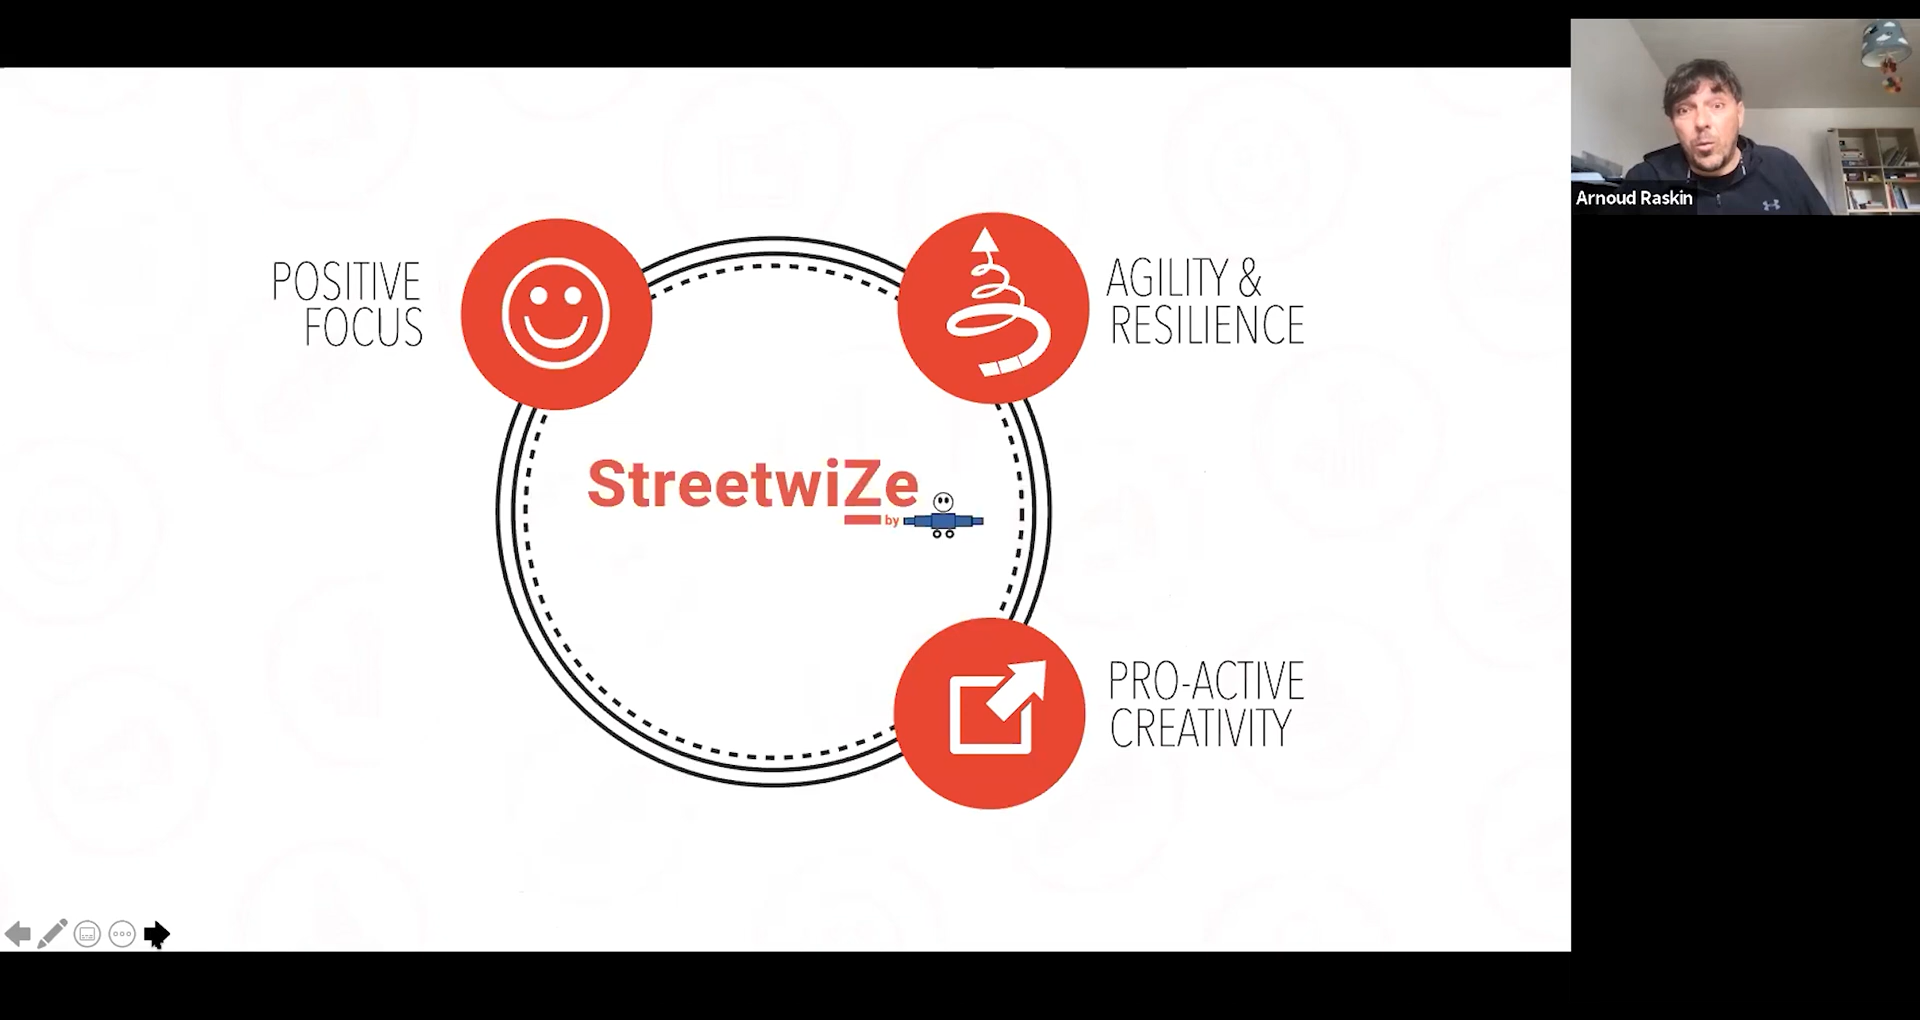 POSITIVE
FOCUS
AGILITY &
RESILIENCE
StreetwiZe
by
PRO-ACTIVE
CREATIVITY
Arnoud Raskin